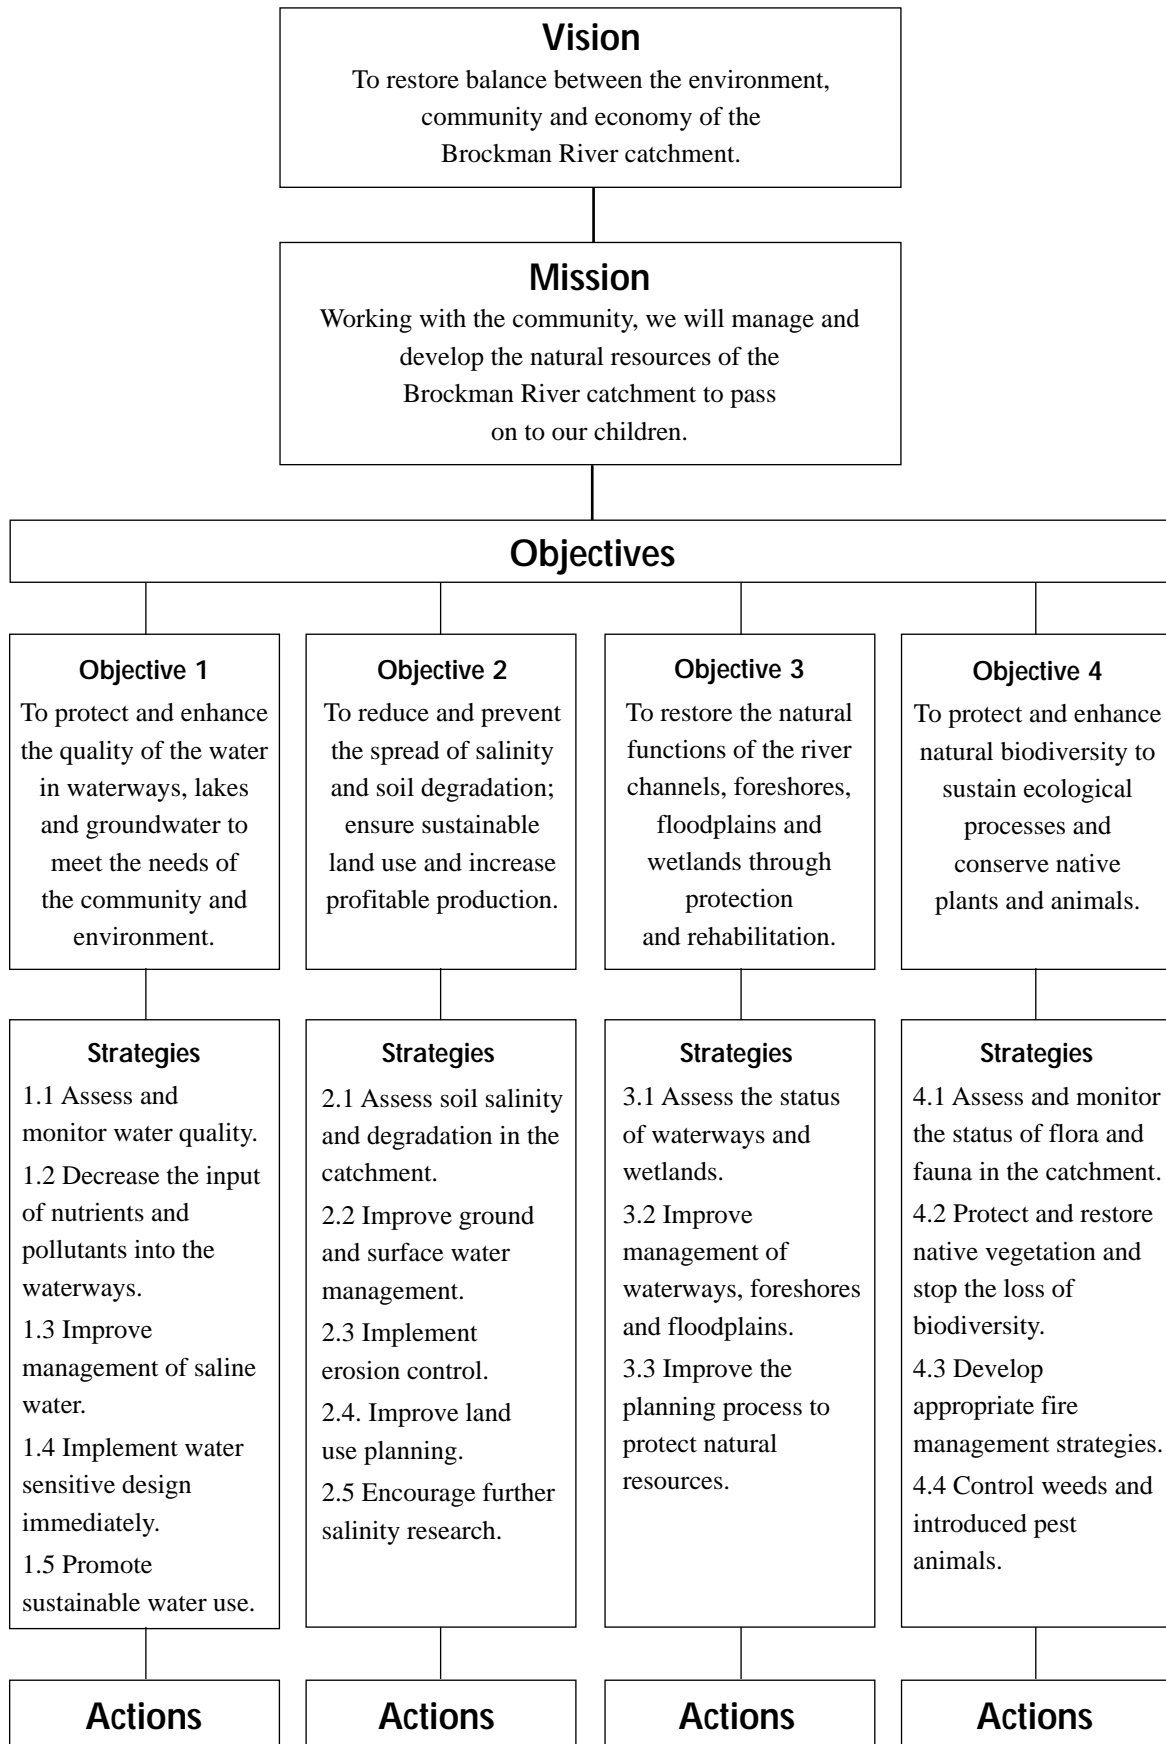 Vision
To restore balance between the environment,
community and economy of the
Brockman River catchment.
Mission
Working with the community, we will manage and
develop the natural resources of the
Brockman River catchment to pass
on to our children.
Objectives
Objective 1
To protect and enhance
the quality of the water
in waterways, lakes
and groundwater to
meet the needs of
the community and
environment.
Objective 2
To reduce and prevent
the spread of salinity
and soil degradation;
ensure sustainable
land use and increase
profitable production.
Objective 3
To restore the natural
functions of the river
channels, foreshores,
floodplains and
wetlands through
protection
and rehabilitation.
Objective 4
To protect and enhance
natural biodiversity to
sustain ecological
processes and
conserve native
plants and animals.
Strategies
1.1 Assess and
monitor water quality.
1.2 Decrease the input
of nutrients and
pollutants into the
waterways.
1.3 Improve
management of saline
water.
1.4 Implement water
sensitive design
immediately.
1.5 Promote
sustainable water use.
Strategies
2.1 Assess soil salinity
and degradation in the
catchment.
2.2 Improve ground
and surface water
management.
2.3 Implement
erosion control.
2.4. Improve land
use planning.
2.5 Encourage further
salinity research.
Strategies
3.1 Assess the status
of waterways and
wetlands.
3.2 Improve
management of
waterways, foreshores
and floodplains.
3.3 Improve the
planning process to
protect natural
resources.
Strategies
4.1 Assess and monitor
the status of flora and
fauna in the catchment.
4.2 Protect and restore
native vegetation and
stop the loss of
biodiversity.
4.3 Develop
appropriate fire
management strategies.
4.4 Control weeds and
introduced pest
animals.
Actions
Actions
Actions
Actions